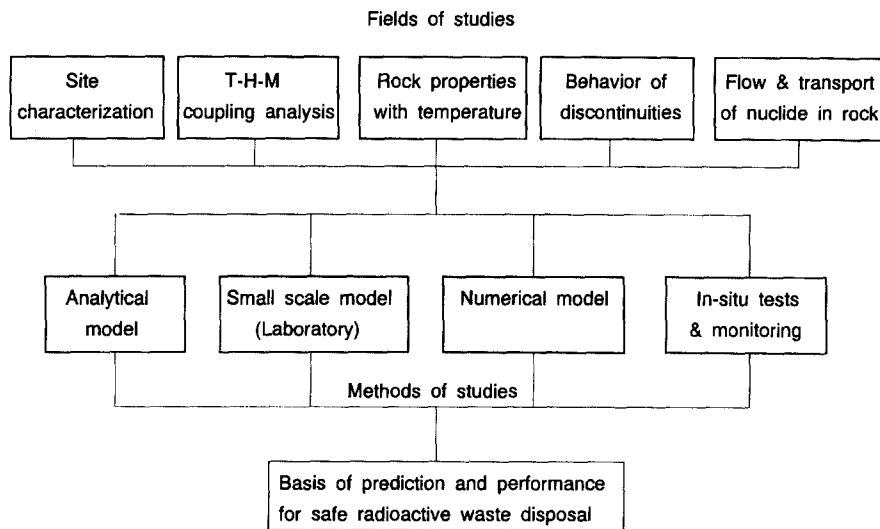 Fields of studies
Site
characterization
T-H-M
coupling analysis
Rock properties
with temperature
Behavior of
discontinuities
Flow & transport
of nuclide in rock
Analytical
model
Small scale model
(Laboratory)
Numerical model
In-situ tests
& monitoring
Methods of studies
Basis of prediction and performance
for safe radioactive waste disposal